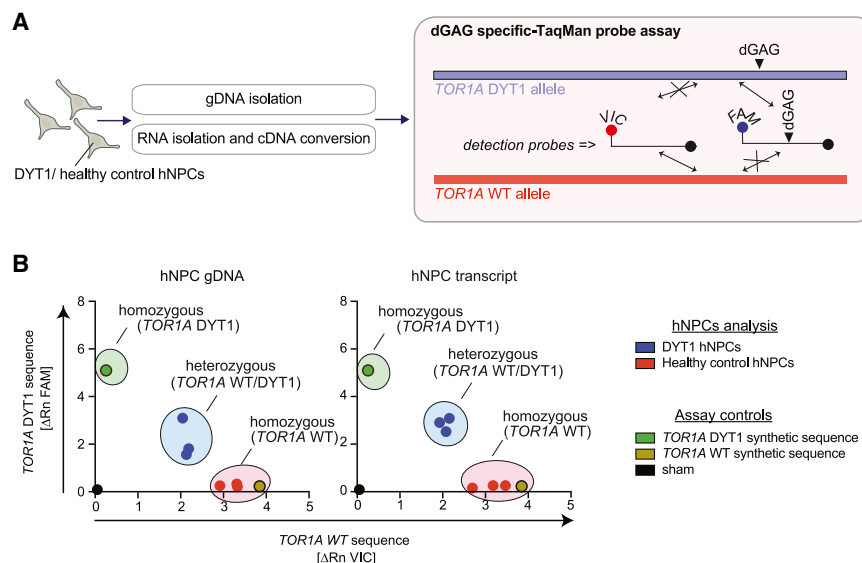 A
dGAG specific-TaqMan probe assay
dGAG
TOR1A DYT1 allele
gDNA isolation
RNA isolation and cDNA conversion
VIC
FAM
dGAG
detection probes =>
DYT1/ healthy control hNPCs
TOR1A WT allele
B
hNPC gDNA
hNPC transcript
TOR1A DYT1 sequence
[ΔRn FAM]
8
6
4
2
0
homozygous
(TOR1A DYT1)
heterozygous
(TOR1A WT/DYT1)
homozygous
(TOR1A WT)
0 1 2 3 4 5
8
6
4
2
0
homozygous
(TOR1A DYT1)
heterozygous
(TOR1A WT/DYT1)
homozygous
(TOR1A WT)
0 1 2 3 4 5
TOR1A WT sequence
[ΔRn VIC]
hNPCs analysis
DYT1 hNPCs
Healthy control hNPCs
Assay controls
TOR1A DYT1 synthetic sequence
TOR1A WT synthetic sequence
sham